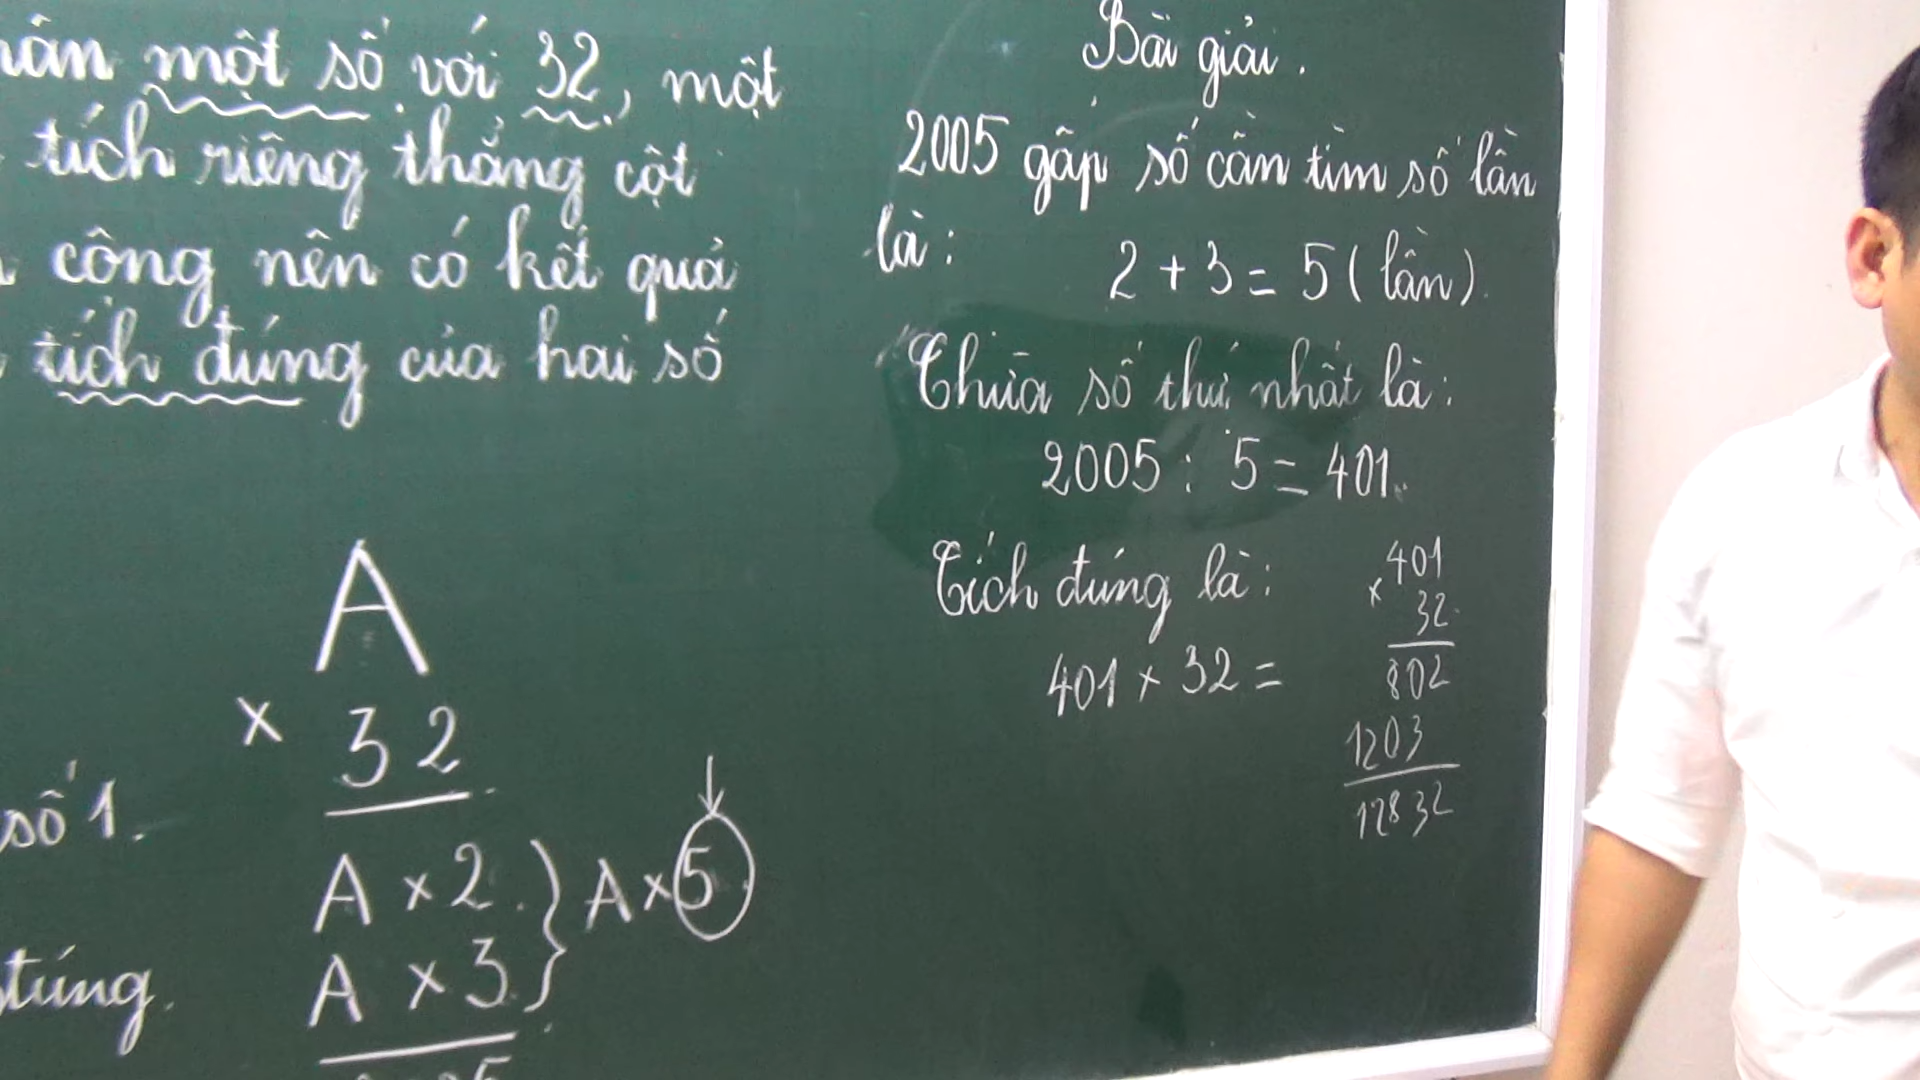 một số với 32, một
tích riêng thẳng cột
công nên có kết quả
tích đúng của hai số
A
x 32
số 1.
A x 2
A x 3
} A x 5
đúng.
Bài giải.
2005 gấp số cần tìm số lần
là:
2 + 3 = 5 (lần)
Thừa số thứ nhất là:
2005 : 5 = 401
Tích đúng là:
401 x 32 =
401
x 32
802
1203
12832